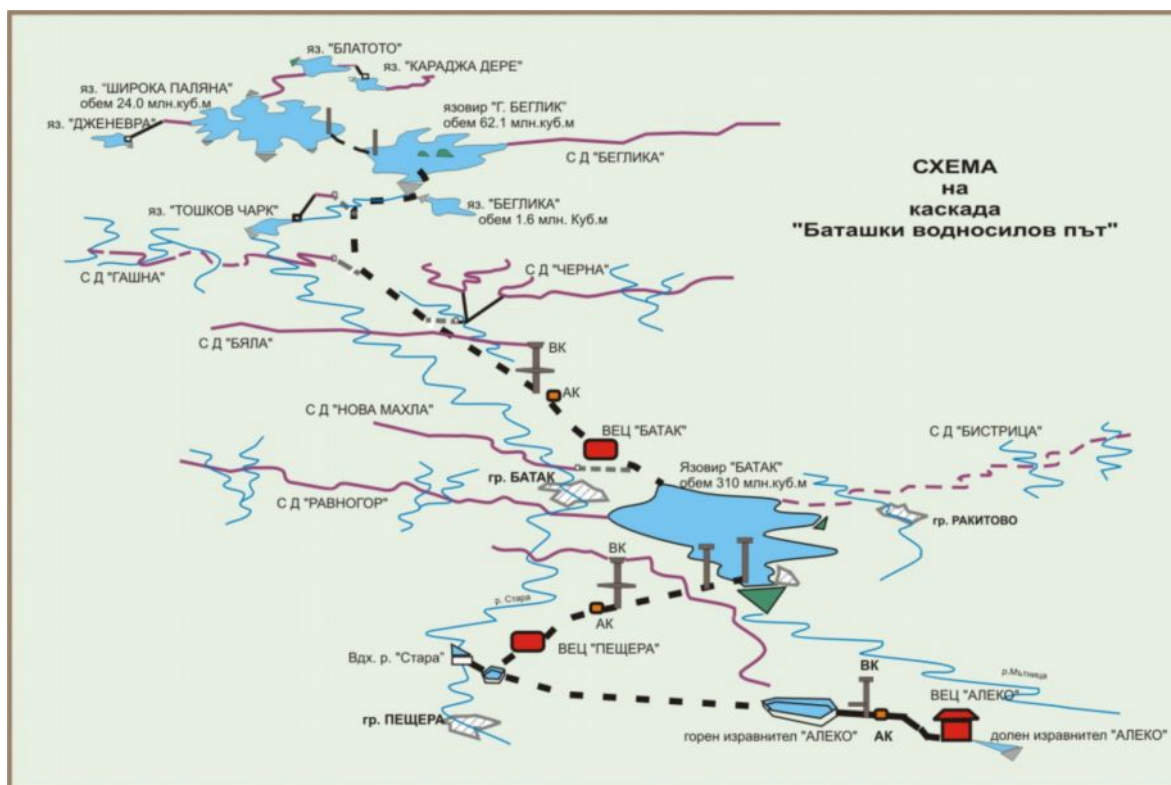 яз. "БЛАТОТО"
яз. "КАРАДЖА ДЕРЕ"
яз. "ШИРОКА ПАЛЯНА"
обем 24.0 млн.куб.м
язовир "Г. БЕГЛИК"
обем 62.1 млн.куб.м
яз. "ДЖЕНЕВРА"
С Д "БЕГЛИКА"
СХЕМА
на
каскада
"Баташки водносилов път"
яз. "ТОШКОВ ЧАРК"
яз. "БЕГЛИКА"
обем 1.6 млн. Куб.м
С Д "ГАШНА"
С Д "ЧЕРНА"
С Д "БЯЛА"
ВК
АК
С Д "НОВА МАХЛА"
ВЕЦ "БАТАК"
С Д "БИСТРИЦА"
гр. БАТАК
Язовир "БАТАК"
обем 310 млн.куб.м
С Д "РАВНОГОР"
гр. РАКИТОВО
ВК
р. Стара
АК
ВЕЦ "ПЕЩЕРА"
Вдх. р. "Стара"
ВК
р.Мътница
ВЕЦ "АЛЕКО"
гр. ПЕЩЕРА
горен изравнител "АЛЕКО"
АК
долен изравнител "АЛЕКО"